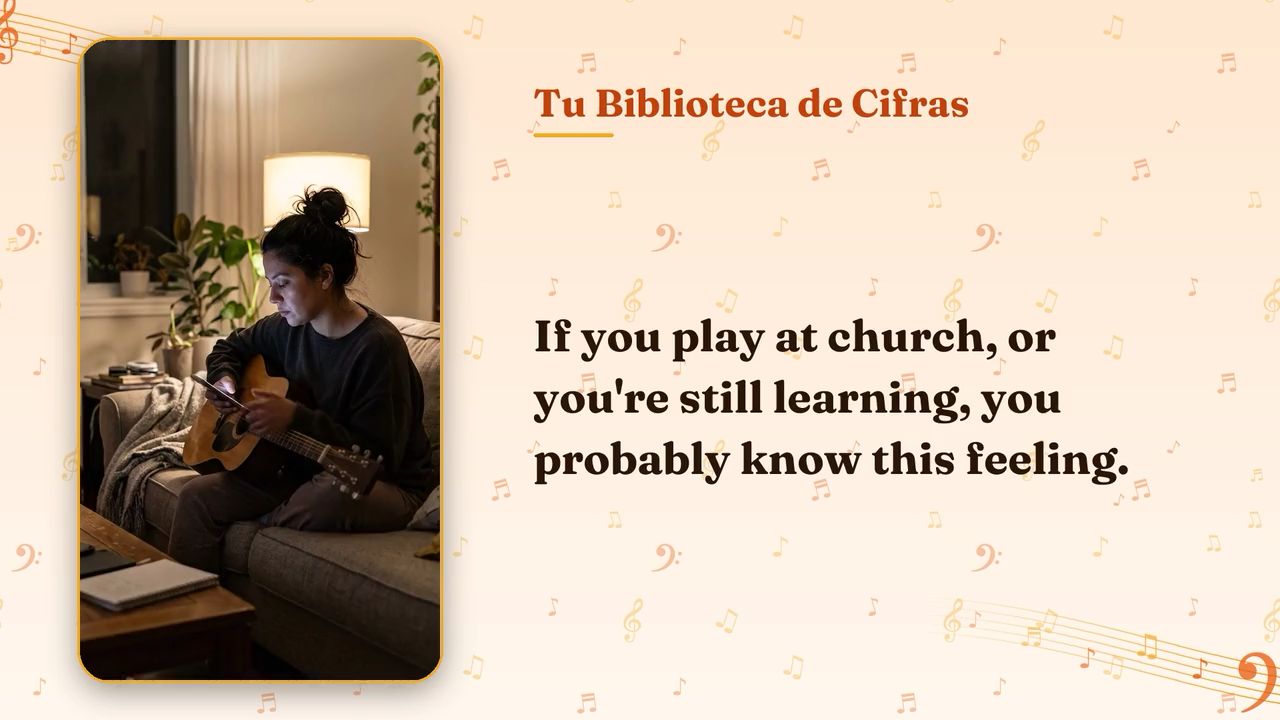 Tu Biblioteca de Cifras
If you play at church, or
you're still learning, you
probably know this feeling.